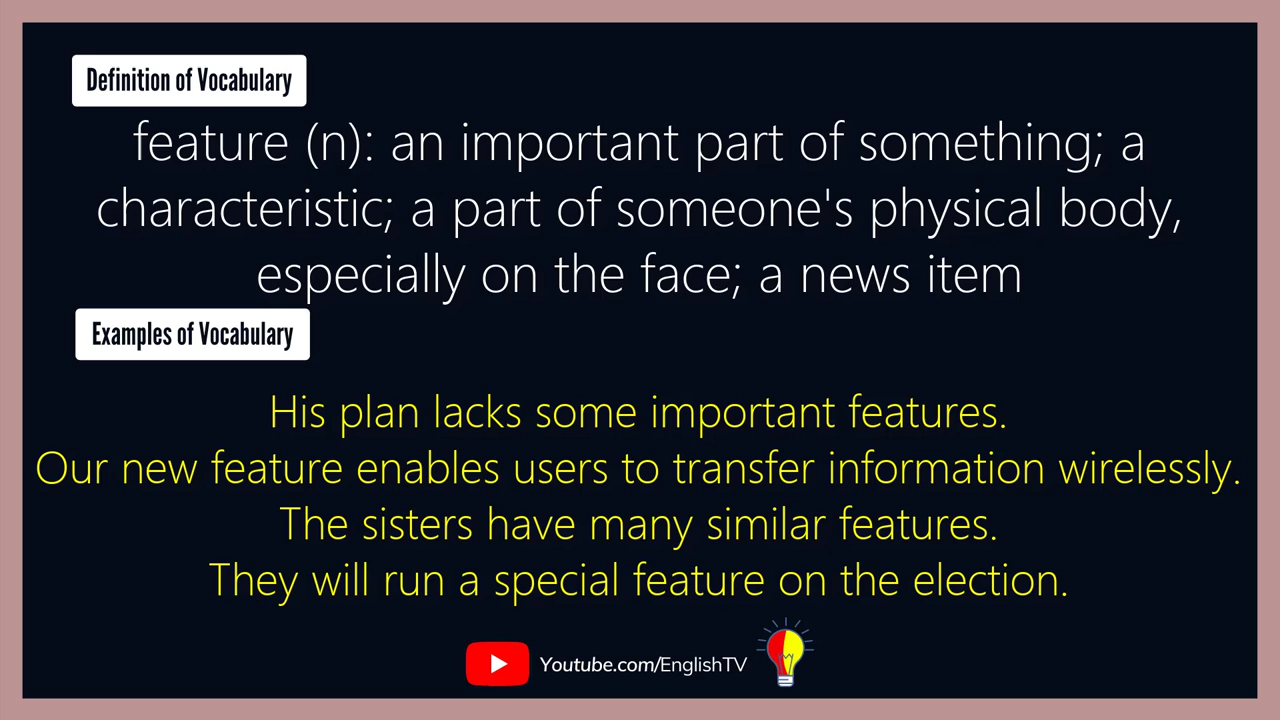 Definition of Vocabulary
feature (n): an important part of something; a
characteristic; a part of someone's physical body,
especially on the face; a news item
Examples of Vocabulary
His plan lacks some important features.
Our new feature enables users to transfer information wirelessly.
The sisters have many similar features.
They will run a special feature on the election.
Youtube.com/EnglishTV